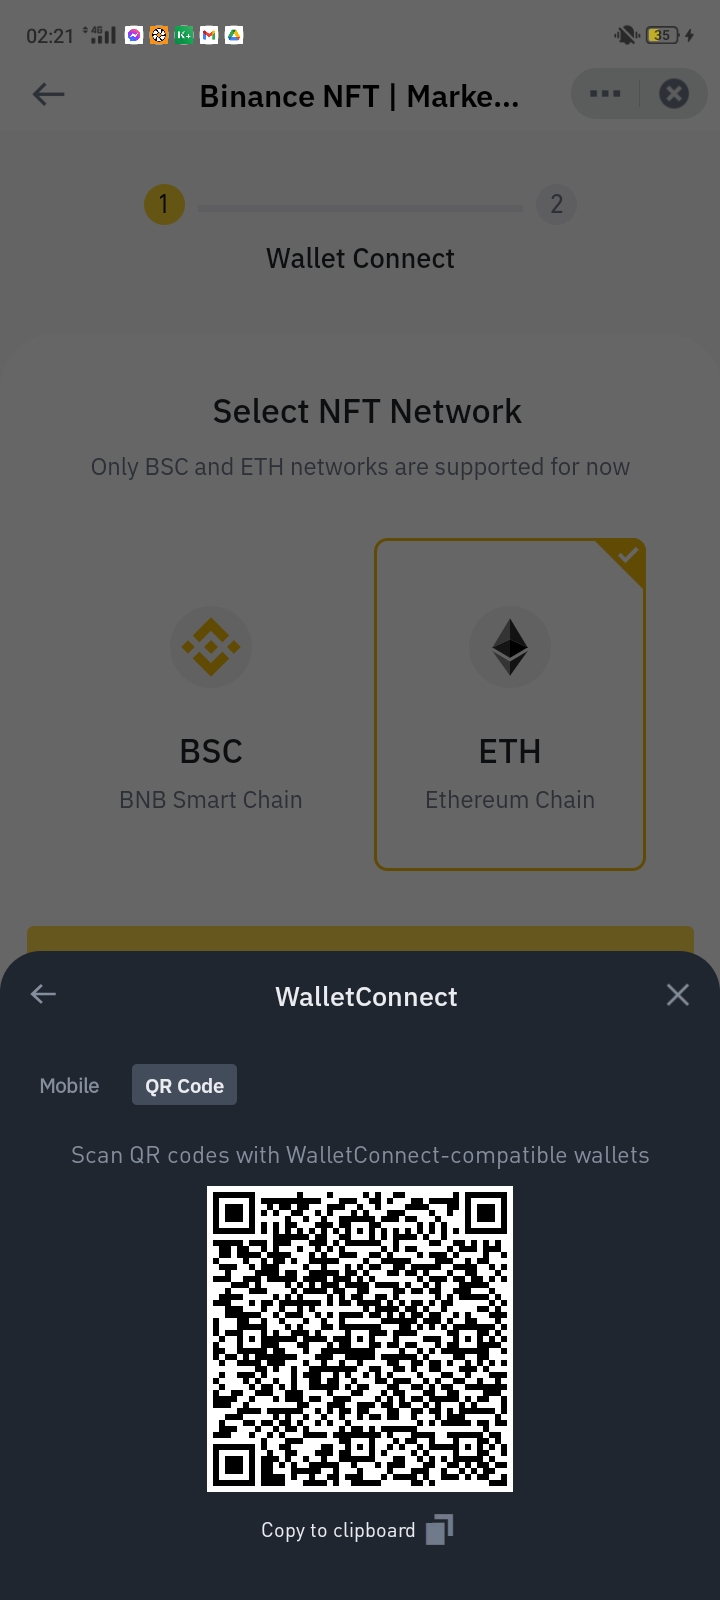 02:21 4G 35
Binance NFT | Marke...
1 2
Wallet Connect
Select NFT Network
Only BSC and ETH networks are supported for now
BSC ETH
BNB Smart Chain Ethereum Chain
WalletConnect
Mobile QR Code
Scan QR codes with WalletConnect-compatible wallets
Copy to clipboard